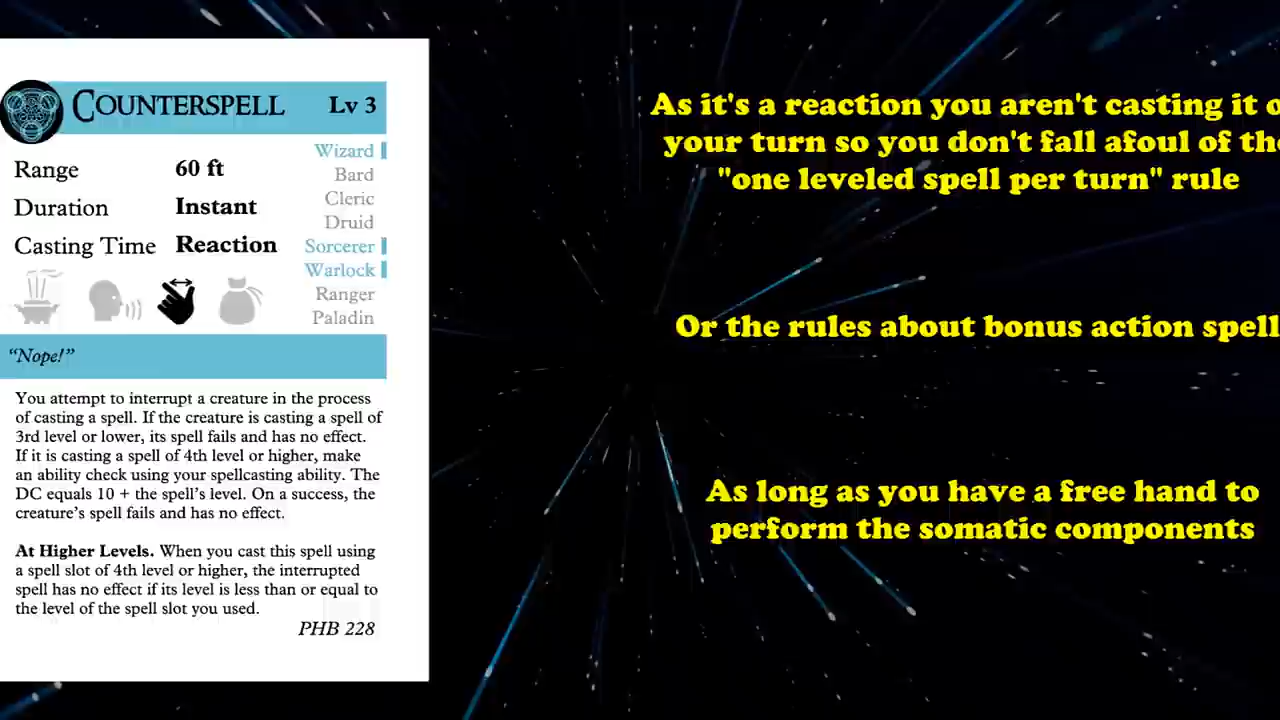 COUNTERSPELL Lv 3
Range 60 ft
Duration Instant
Casting Time Reaction
Wizard
Bard
Cleric
Druid
Sorcerer
Warlock
Ranger
Paladin
“Nope!”
You attempt to interrupt a creature in the process
of casting a spell. If the creature is casting a spell of
3rd level or lower, its spell fails and has no effect.
If it is casting a spell of 4th level or higher, make
an ability check using your spellcasting ability. The
DC equals 10 + the spell’s level. On a success, the
creature’s spell fails and has no effect.
At Higher Levels. When you cast this spell using
a spell slot of 4th level or higher, the interrupted
spell has no effect if its level is less than or equal to
the level of the spell slot you used.
PHB 228
As it's a reaction you aren't casting it
your turn so you don't fall afoul of
"one leveled spell per turn" rule
Or the rules about bonus action spell
As long as you have a free hand to
perform the somatic components